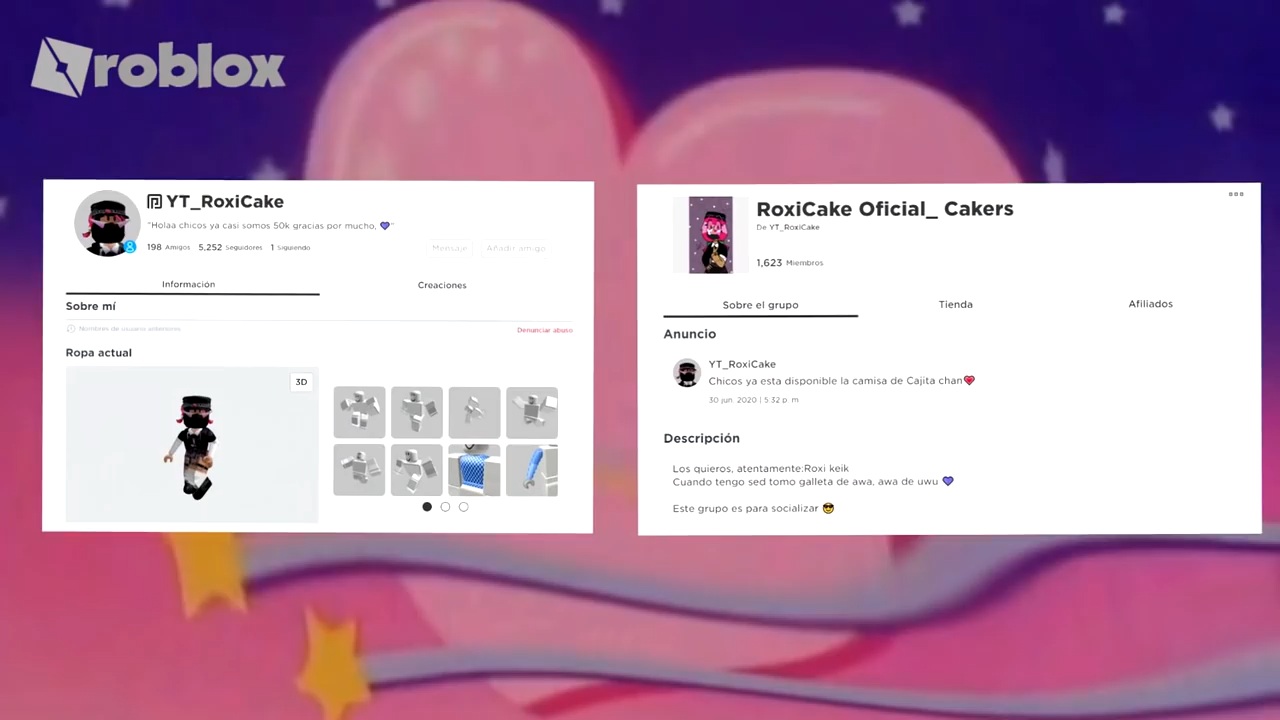 roblox
YT_RoxiCake
"Holaa chicos ya casi somos 50k gracias por mucho, 💜"
198 Amigos 5,252 Seguidores 1 Siguiendo
Mensaje Añadir amigo
Información Creaciones
Sobre mí
Nombres de usuario anteriores
Denunciar abuso
Ropa actual
3D
RoxiCake Oficial_ Cakers
De YT_RoxiCake
1,623 Miembros
Sobre el grupo Tienda Afiliados
Anuncio
YT_RoxiCake
Chicos ya esta disponible la camisa de Cajita chan💗
30 jun. 2020 | 5:32 p. m
Descripción
Los quieros, atentamente:Roxi keik
Cuando tengo sed tomo galleta de awa, awa de uwu 💜
Este grupo es para socializar 😎